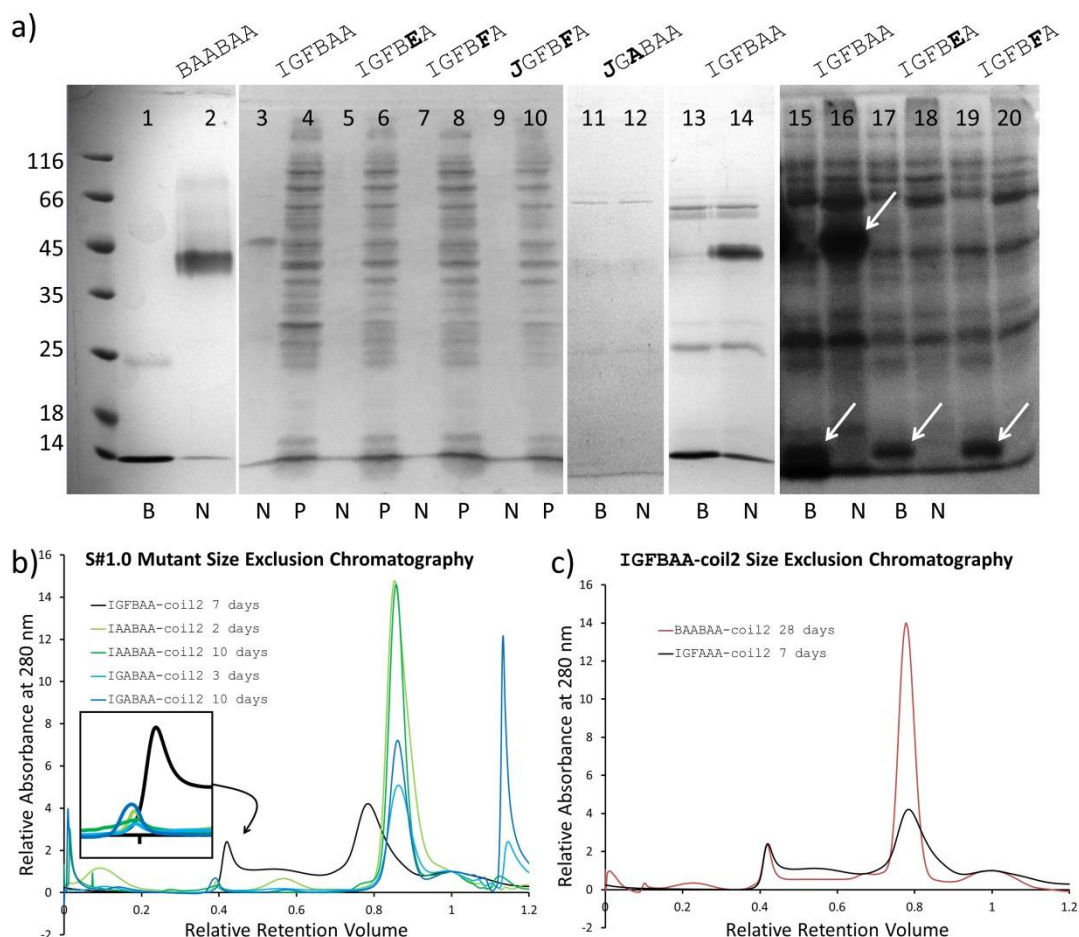 a)
BAABAA IGFBAA IGFBEA IGFBFA JGFBFA JGABAA IGFBAA IGFBAA IGFBEA IGFBFA
1 2 3 4 5 6 7 8 9 10 11 12 13 14 15 16 17 18 19 20
116
66
45
35
25
18
14
B N N P N P N P N P B N B N B N B N
b)
S#1.0 Mutant Size Exclusion Chromatography
16
14
12
10
8
6
4
2
0
-2
Relative Absorbance at 280 nm
IGFBAA-coil2 7 days
IAABAA-coil2 2 days
IAABAA-coil2 10 days
IGABAA-coil2 3 days
IGABAA-coil2 10 days
0 0.2 0.4 0.6 0.8 1 1.2
Relative Retention Volume
c)
IGFBAA-coil2 Size Exclusion Chromatography
16
14
12
10
8
6
4
2
0
-2
Relative Absorbance at 280 nm
BAABAA-coil2 28 days
IGFAAA-coil2 7 days
0 0.2 0.4 0.6 0.8 1 1.2
Relative Retention Volume